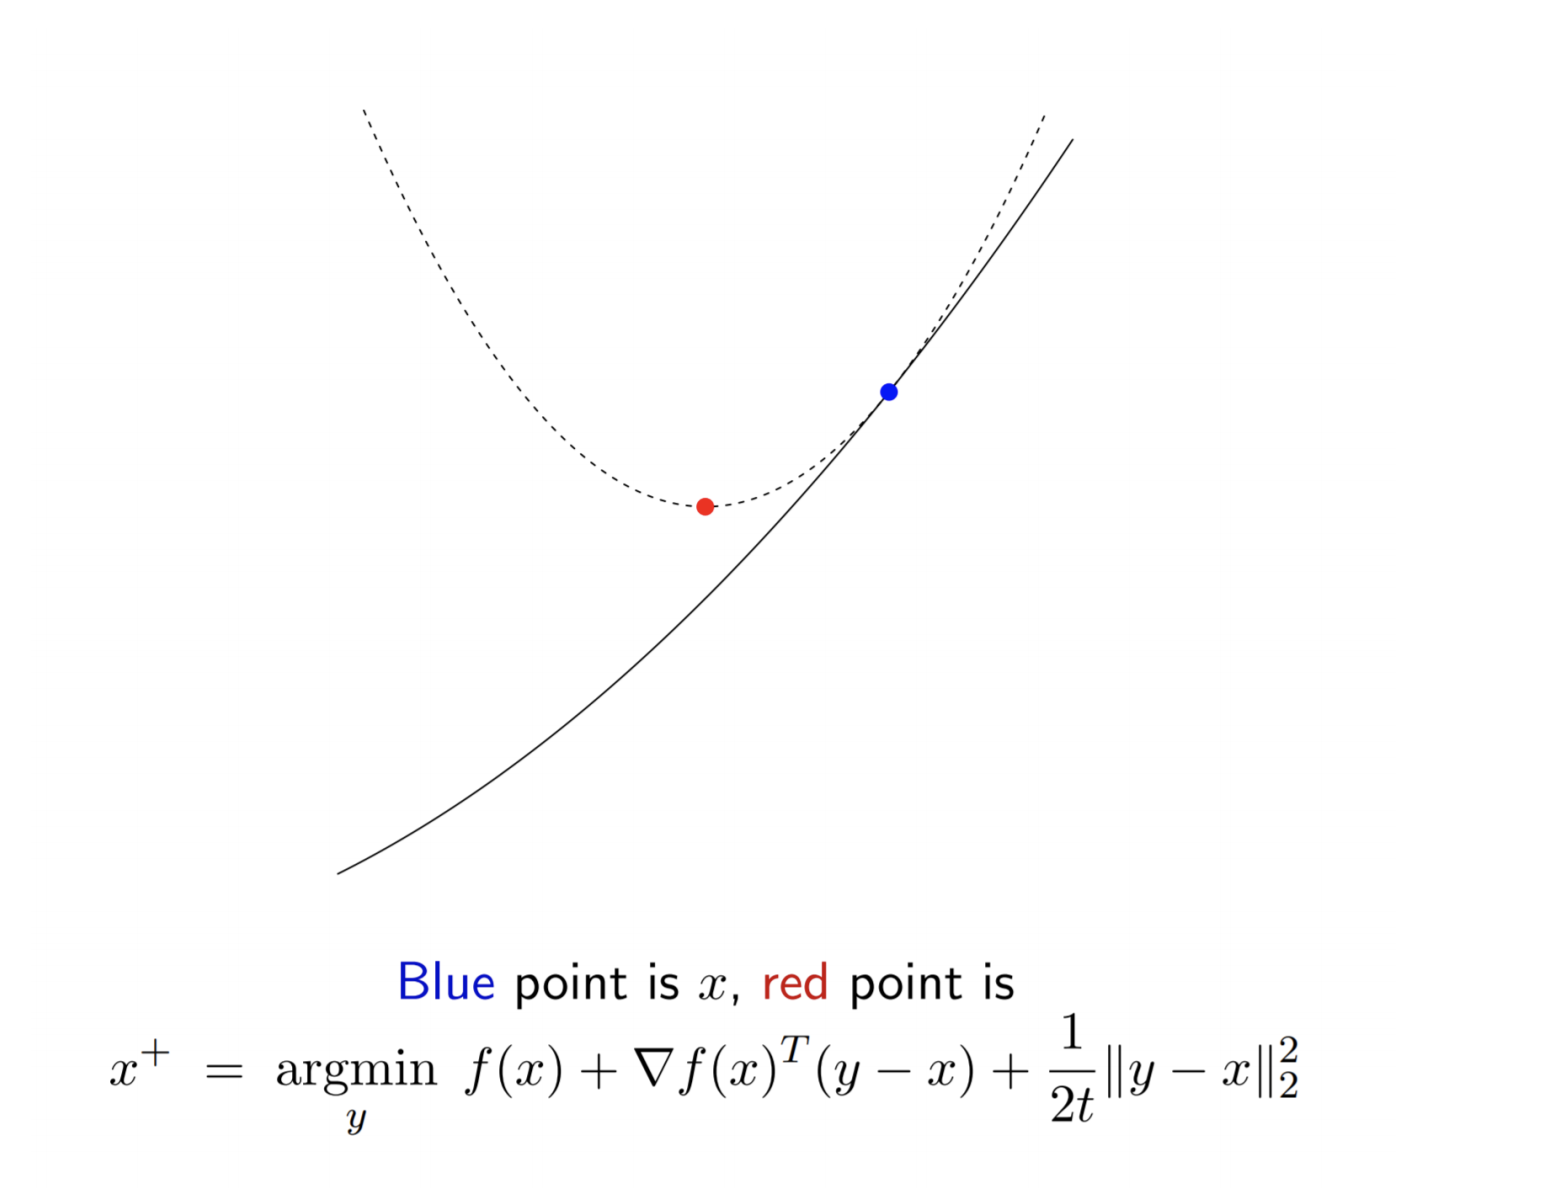 Blue point is x, red point is
x⁺ = argmin_y f(x) + ∇f(x)ᵀ(y − x) + 1/2t ‖y − x‖₂²